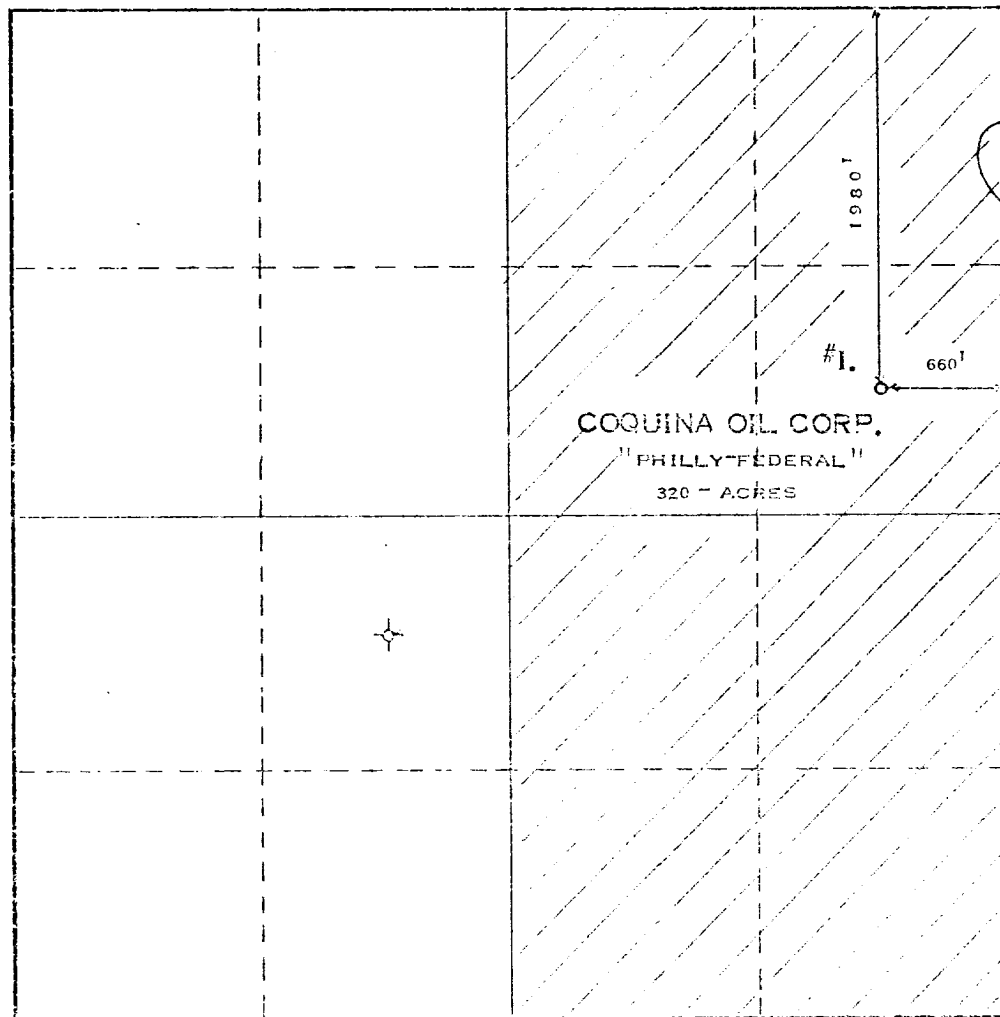 1980'
#1.
660'
COQUINA OIL CORP.
"PHILLY-FEDERAL"
320 - ACRES